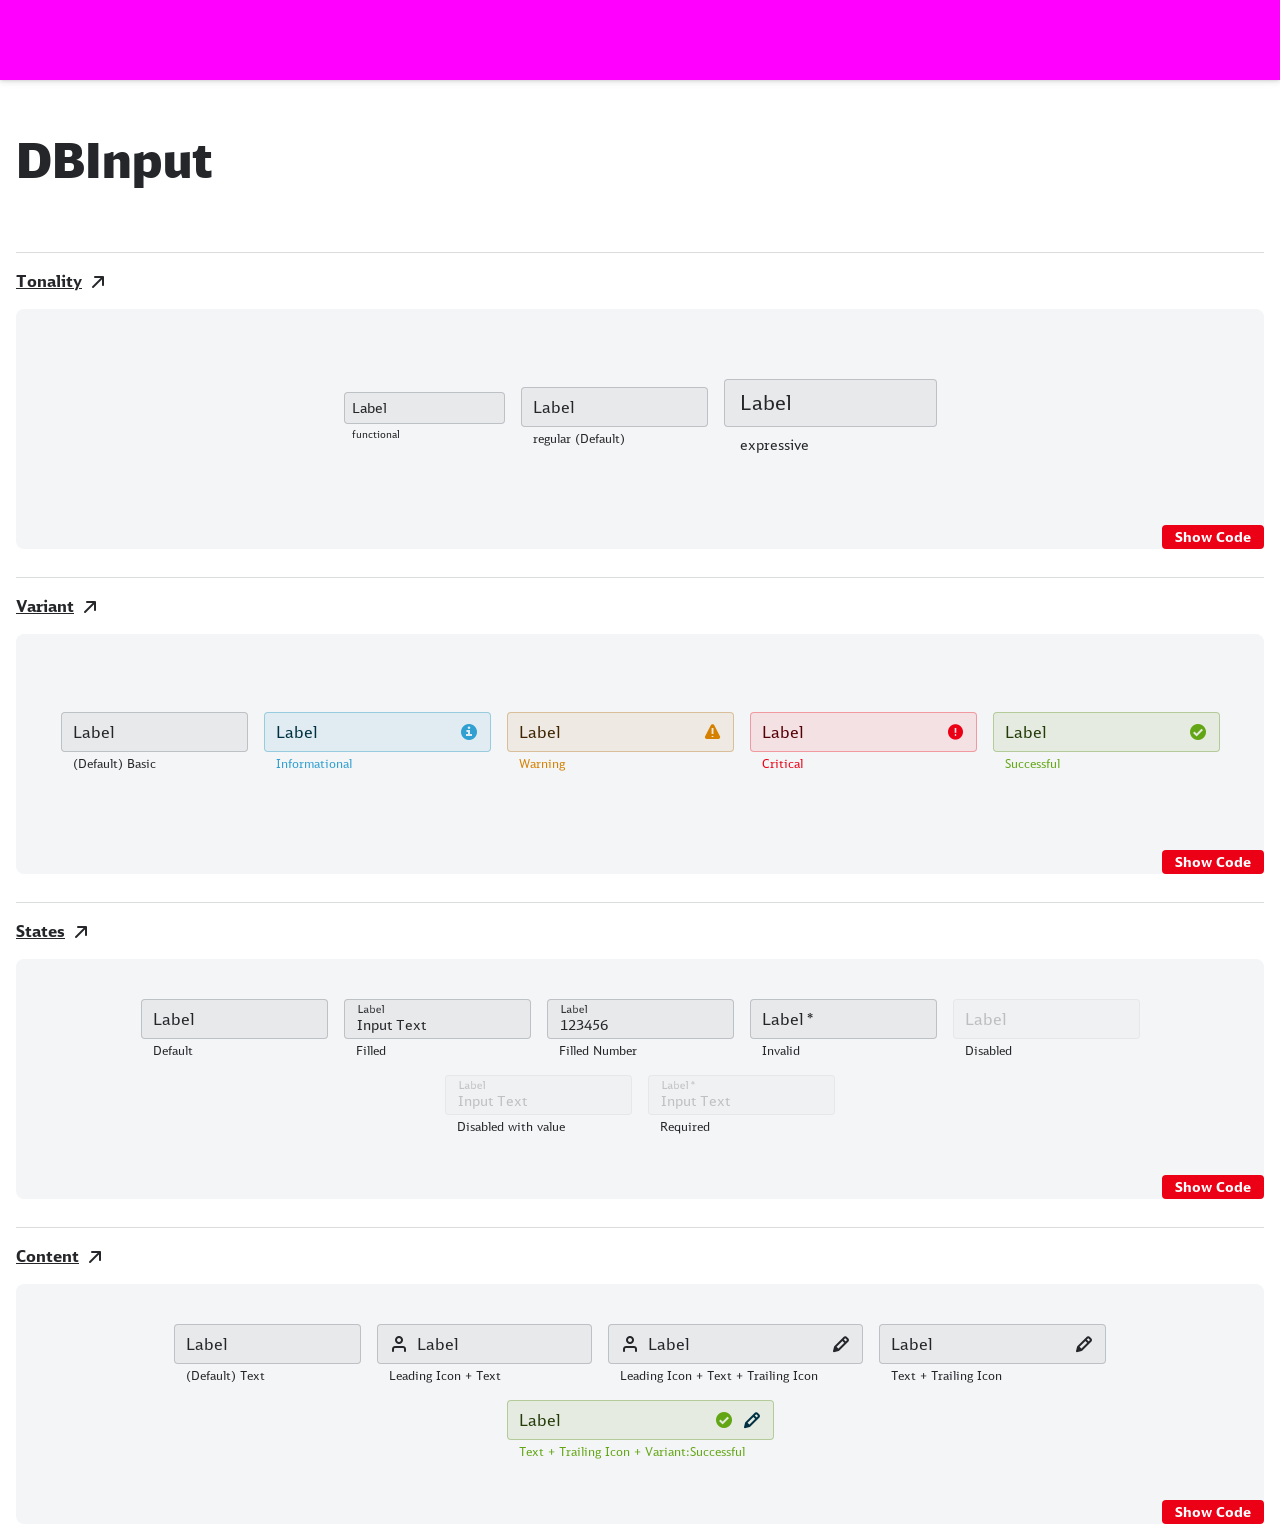 DBInput
Tonality
Label Label Label
functional regular (Default) expressive
Show Code
Variant
Label Label Label Label Label
(Default) Basic Informational Warning Critical Successful
Show Code
States
Label Label Label Label * Label
Input Text 123456
Default Filled Filled Number Invalid Disabled
Label Label *
Input Text Input Text
Disabled with value Required
Show Code
Content
Label Label Label Label
(Default) Text Leading Icon + Text Leading Icon + Text + Trailing Icon Text + Trailing Icon
Label
Text + Trailing Icon + Variant:Successful
Show Code